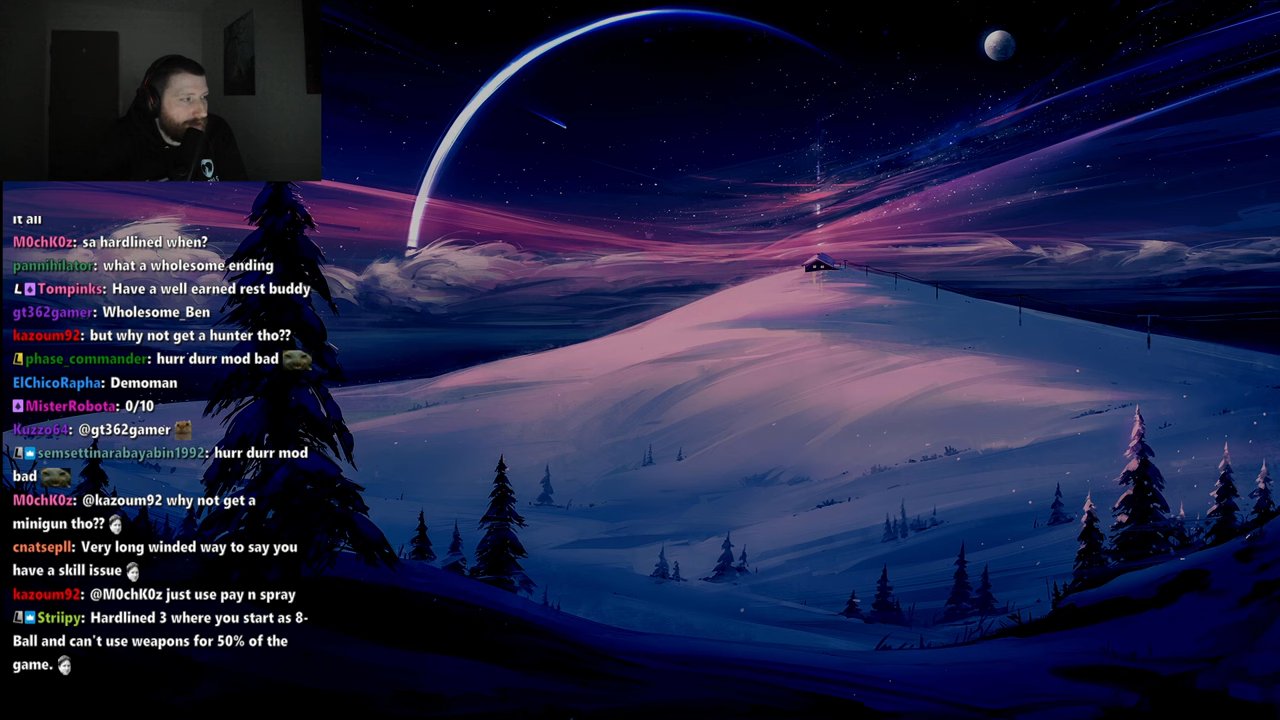 it all
M0chK0z: sa hardlined when?
pannihilator: what a wholesome ending
Tompinks: Have a well earned rest buddy
gt362gamer: Wholesome_Ben
kazoum92: but why not get a hunter tho??
phase_commander: hurr durr mod bad
ElChicoRapha: Demoman
MisterRobota: 0/10
Kuzzo64: @gt362gamer
semsettinarabayabin1992: hurr durr mod
bad
M0chK0z: @kazoum92 why not get a
minigun tho??
cnatsepll: Very long winded way to say you
have a skill issue
kazoum92: @M0chK0z just use pay n spray
Striipy: Hardlined 3 where you start as 8-
Ball and can't use weapons for 50% of the
game.